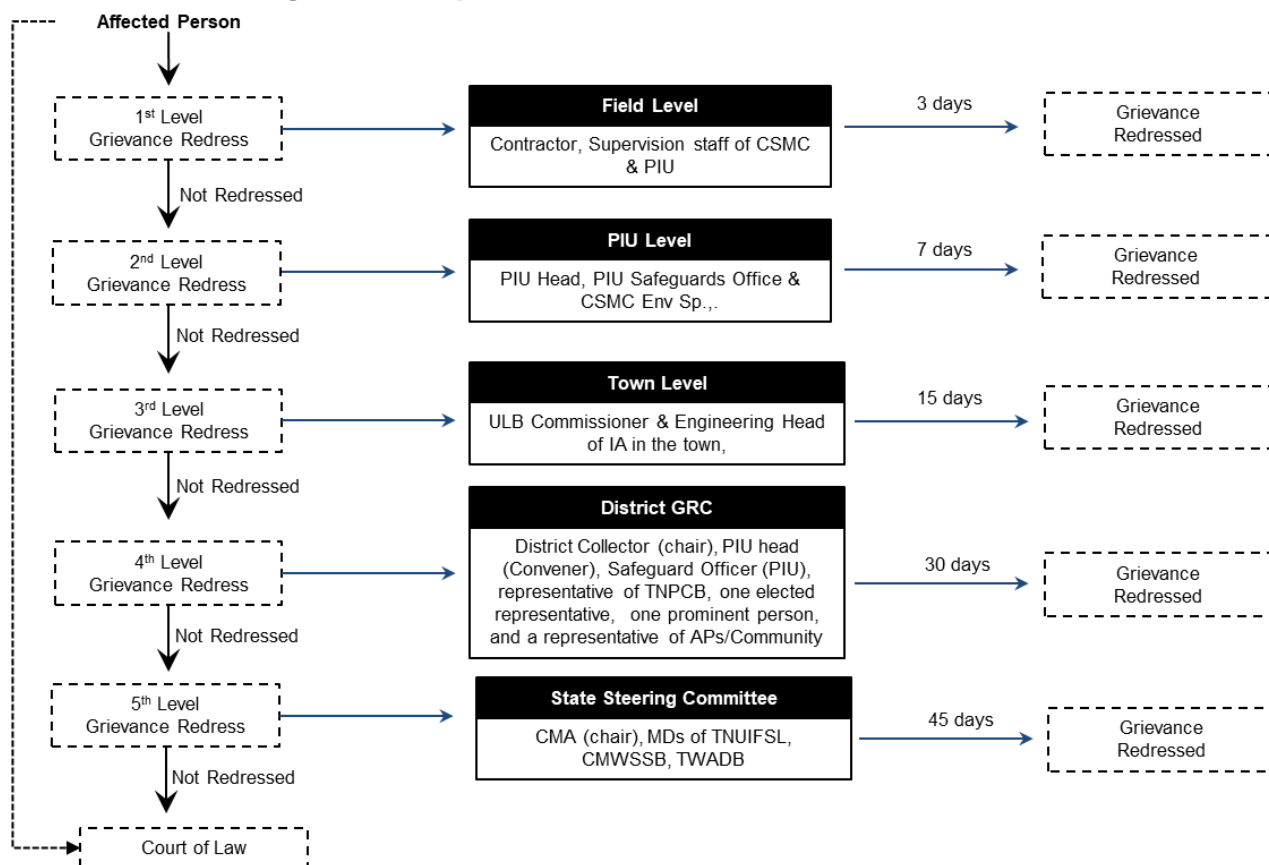 Affected Person
1st Level
Grievance Redress
Field Level
Contractor, Supervision staff of CSMC
& PIU
3 days
Grievance
Redressed
Not Redressed
2nd Level
Grievance Redress
PIU Level
PIU Head, PIU Safeguards Office &
CSMC Env Sp.,.
7 days
Grievance
Redressed
Not Redressed
3rd Level
Grievance Redress
Town Level
ULB Commissioner & Engineering Head
of IA in the town,
15 days
Grievance
Redressed
Not Redressed
4th Level
Grievance Redress
District GRC
District Collector (chair), PIU head
(Convener), Safeguard Officer (PIU),
representative of TNPCB, one elected
representative, one prominent person,
and a representative of APs/Community
30 days
Grievance
Redressed
Not Redressed
5th Level
Grievance Redress
State Steering Committee
CMA (chair), MDs of TNUIFSL,
CMWSSB, TWADB
45 days
Grievance
Redressed
Not Redressed
Court of Law